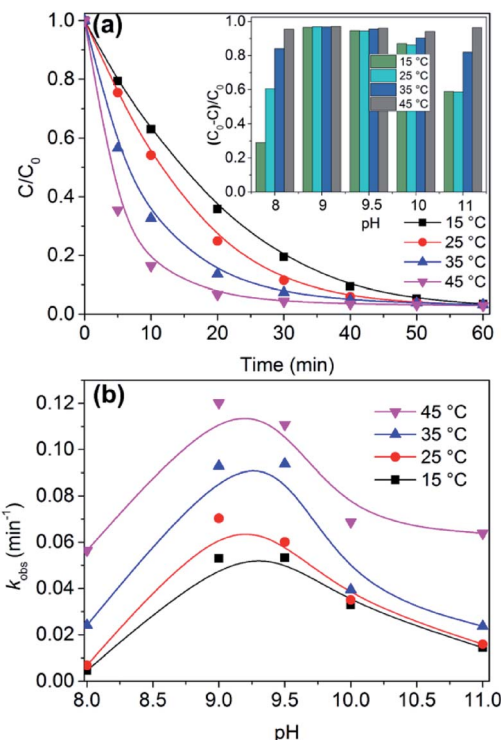 (a)
C/C0
1.0
0.8
0.6
0.4
0.2
0.0
0 10 20 30 40 50 60
Time (min)
15 °C
25 °C
35 °C
45 °C
(C0-C)/C0
1.0
0.8
0.6
0.4
0.2
0.0
8 9 9.5 10 11
pH
15 °C
25 °C
35 °C
45 °C
(b)
kobs (min-1)
0.12
0.10
0.08
0.06
0.04
0.02
0.00
8.0 8.5 9.0 9.5 10.0 10.5 11.0
pH
45 °C
35 °C
25 °C
15 °C